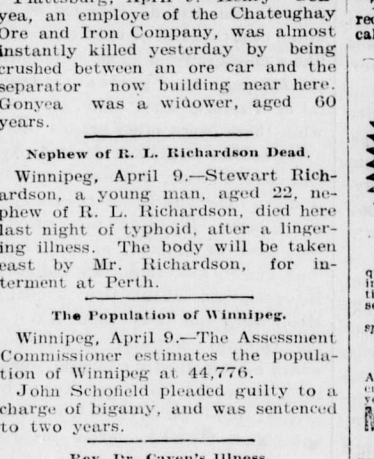 yea, an employe of the Chateughay
Ore and Iron Company, was almost
instantly killed yesterday by being
crushed between an ore car and the
separator now building near here.
Gonyea was a widower, aged 60
years.
Nephew of R. L. Richardson Dead.
Winnipeg, April 9.—Stewart Rich-
ardson, a young man, aged 22, ne-
phew of R. L. Richardson, died here
last night of typhoid, after a linger-
ing illness. The body will be taken
east by Mr. Richardson, for in-
terment at Perth.
The Population of Winnipeg.
Winnipeg, April 9.—The Assessment
Commissioner estimates the popula-
tion of Winnipeg at 44,776.
John Schofield pleaded guilty to a
charge of bigamy, and was sentenced
to two years.
Rev. Dr. Caven's Illness.